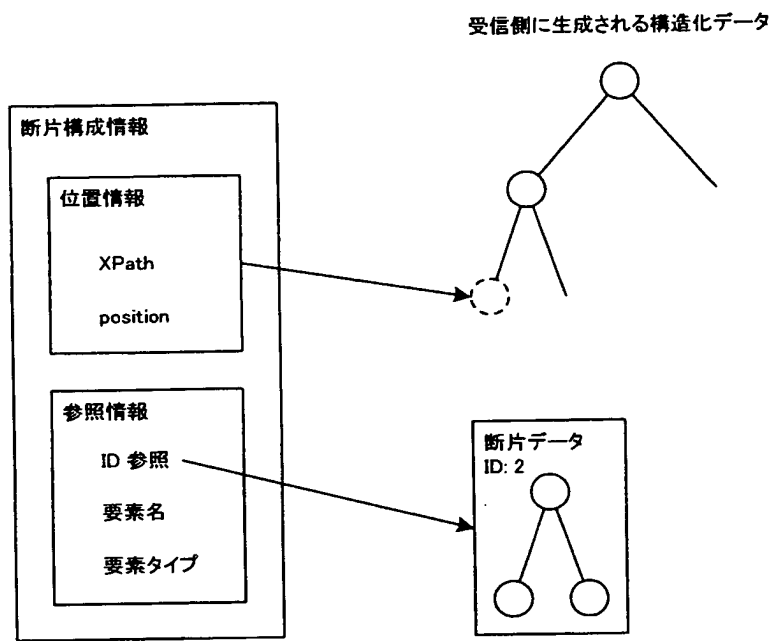 受信側に生成される構造化データ
断片構成情報
位置情報
XPath
position
参照情報
ID 参照
要素名
要素タイプ
断片データ
ID: 2